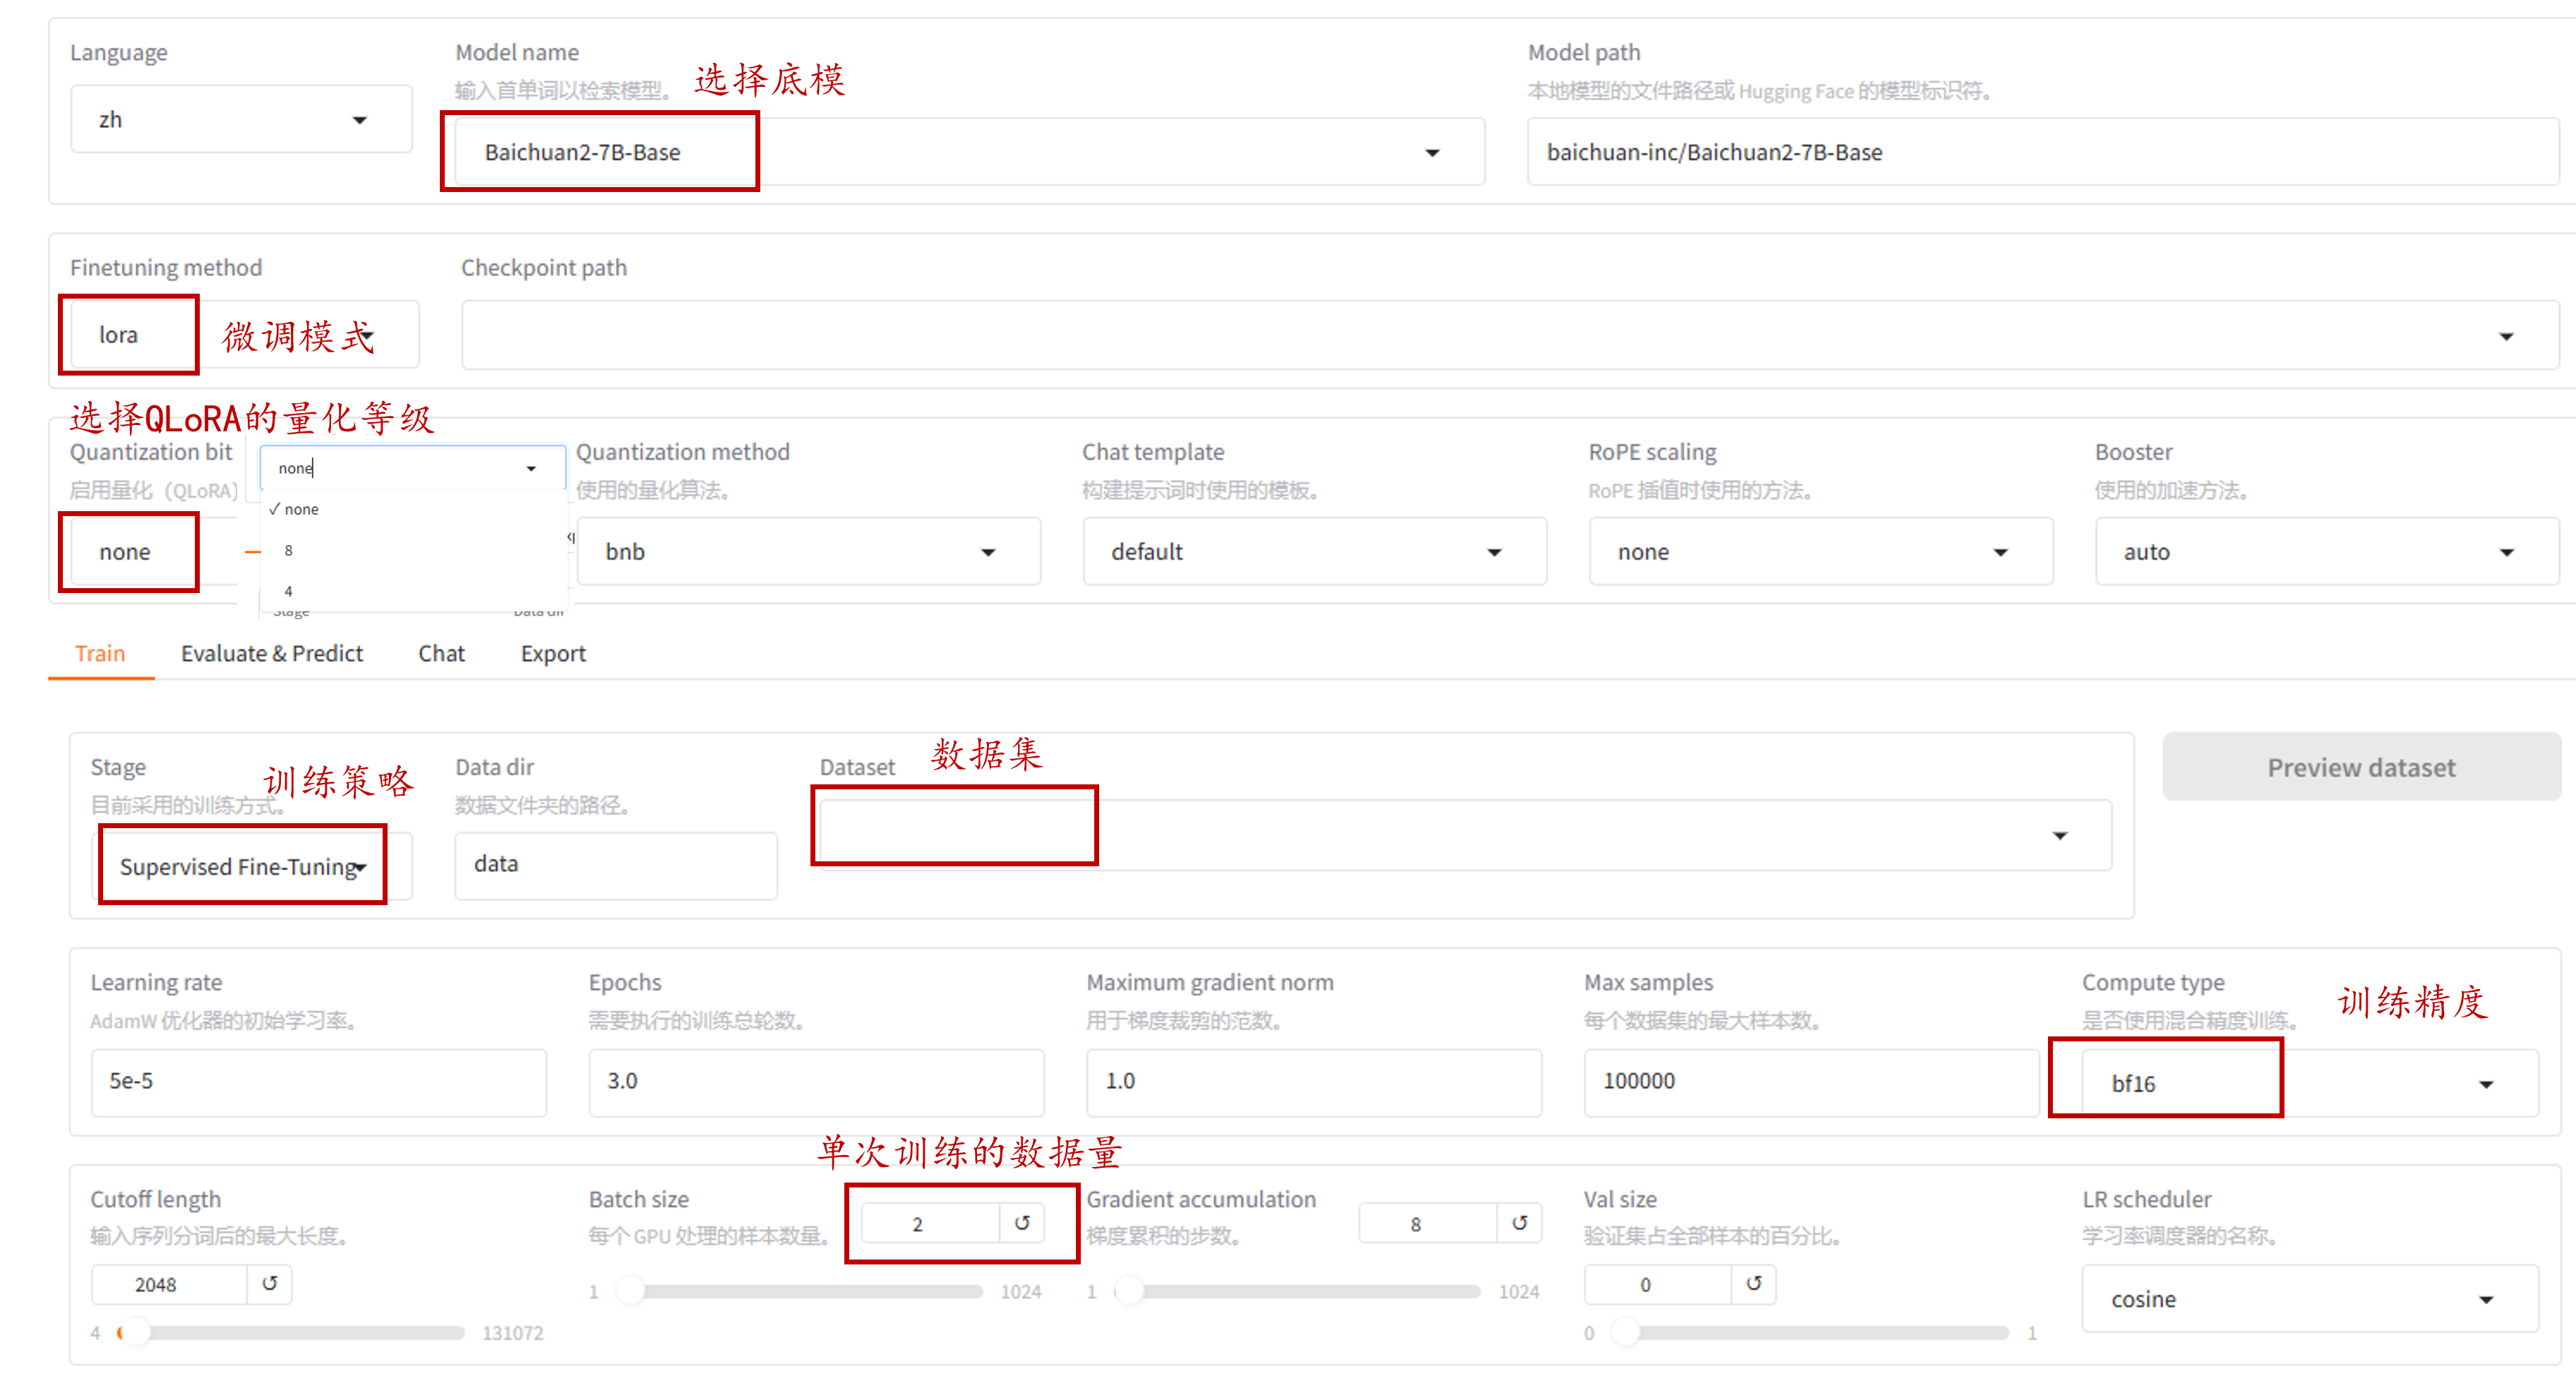 Language
zh
Model name
输入首单词以检索模型。
选择底模
Baichuan2-7B-Base
Model path
本地模型的文件路径或 Hugging Face 的模型标识符。
baichuan-inc/Baichuan2-7B-Base
Finetuning method
lora
微调模式
Checkpoint path
选择QLoRA的量化等级
Quantization bit
启用量化（QLoRA）
none
none
✓ none
8
4
Stage
Data dir
Quantization method
使用的量化算法。
bnb
Chat template
构建提示词时使用的模板。
default
RoPE scaling
RoPE 插值时使用的方法。
none
Booster
使用的加速方法。
auto
Train
Evaluate & Predict
Chat
Export
Stage
目前采用的训练方式。
训练策略
Supervised Fine-Tuning
Data dir
数据文件夹的路径。
data
Dataset
数据集
Preview dataset
Learning rate
AdamW 优化器的初始学习率。
5e-5
Epochs
需要执行的训练总轮数。
3.0
Maximum gradient norm
用于梯度裁剪的范数。
1.0
Max samples
每个数据集的最大样本数。
100000
Compute type
是否使用混合精度训练。
训练精度
bf16
单次训练的数据量
Cutoff length
输入序列分词后的最大长度。
2048
4
131072
Batch size
每个 GPU 处理的样本数量。
2
1
1024
Gradient accumulation
梯度累积的步数。
8
1
1024
Val size
验证集占全部样本的百分比。
0
0
1
LR scheduler
学习率调度器的名称。
cosine